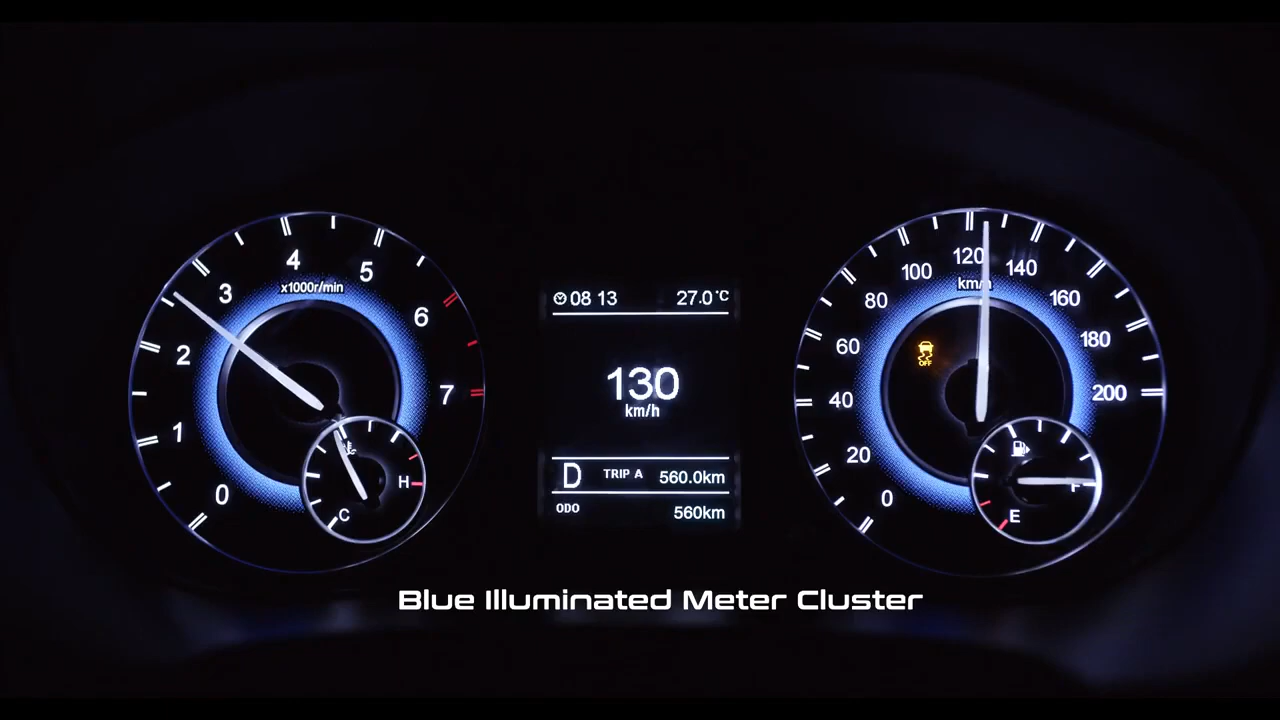 0
1
2
3
4
5
6
7
x1000r/min
C
H
08 13
27.0°C
130
km/h
D
TRIP A
560.0km
ODO
560km
0
20
40
60
80
100
120
140
160
180
200
km/h
OFF
E
F
Blue Illuminated Meter Cluster